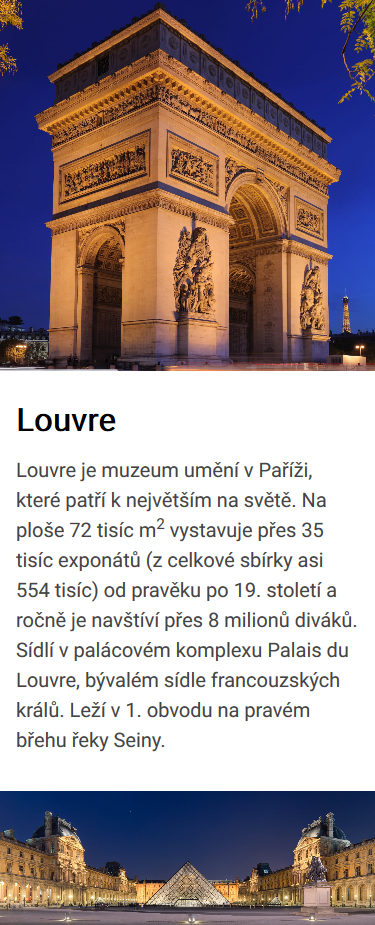 Louvre
Louvre je muzeum umění v Paříži,
které patří k největším na světě. Na
ploše 72 tisíc m² vystavuje přes 35
tisíc exponátů (z celkové sbírky asi
554 tisíc) od pravěku po 19. století a
ročně je navštíví přes 8 milionů diváků.
Sídlí v palácovém komplexu Palais du
Louvre, bývalém sídle francouzských
králů. Leží v 1. obvodu na pravém
břehu řeky Seiny.